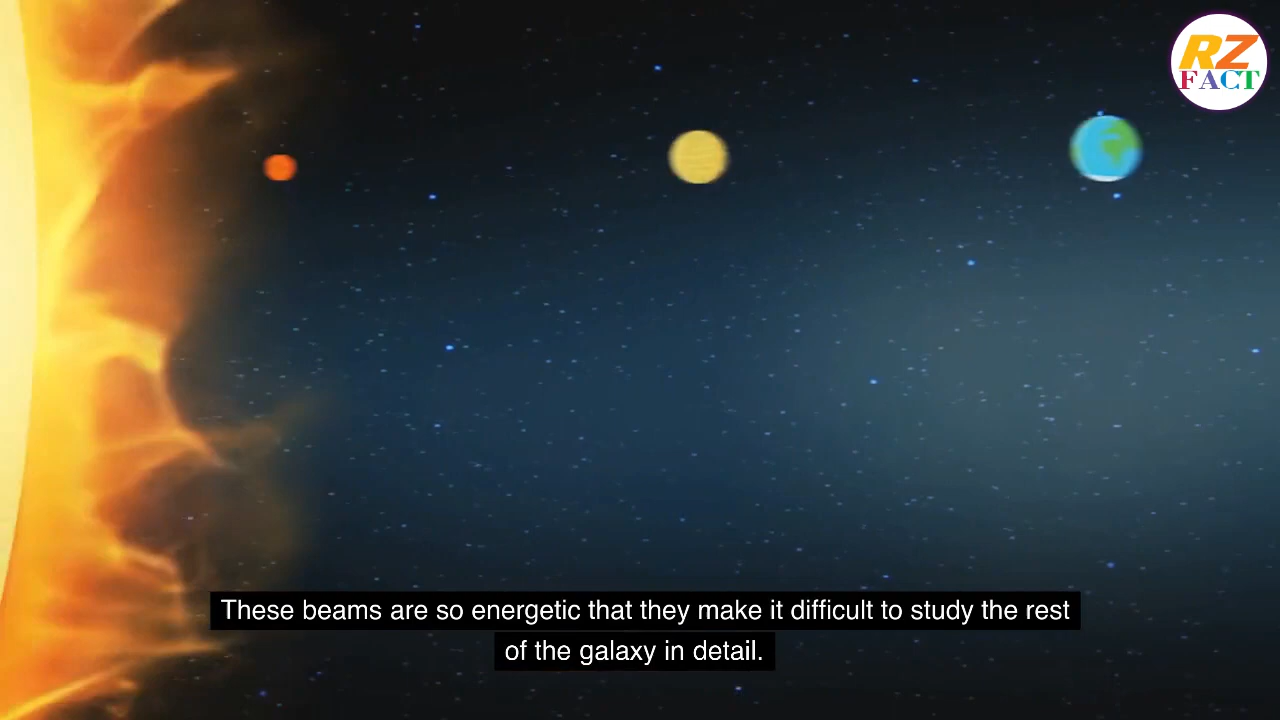 RZ
FACT
These beams are so energetic that they make it difficult to study the rest
of the galaxy in detail.